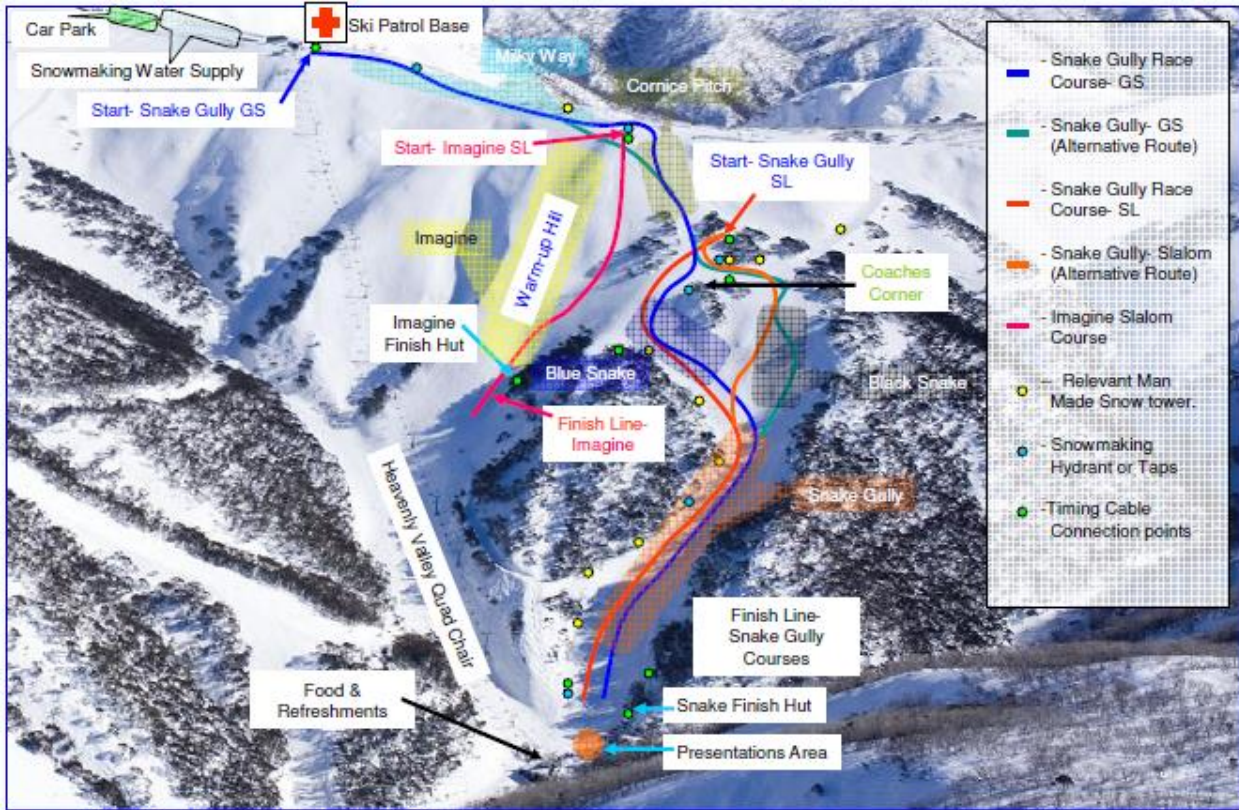 Car Park
Ski Patrol Base
Snowmaking Water Supply
Milky Way
Start- Snake Gully GS
Cornice Pitch
Start- Imagine SL
Start- Snake Gully
SL
Imagine
Warm-up Hill
Coaches
Corner
Imagine
Finish Hut
Blue Snake
Black Snake
Finish Line-
Imagine
Heavenly Valley Quad Chair
Snake Gully
Finish Line-
Snake Gully
Courses
Food &
Refreshments
Snake Finish Hut
Presentations Area
- Snake Gully Race
Course- GS
- Snake Gully- GS
(Alternative Route)
- Snake Gully Race
Course- SL
- Snake Gully- Slalom
(Alternative Route)
- Imagine Slalom
Course
- Relevant Man
Made Snow tower.
- Snowmaking
Hydrant or Taps
-Timing Cable
Connection points